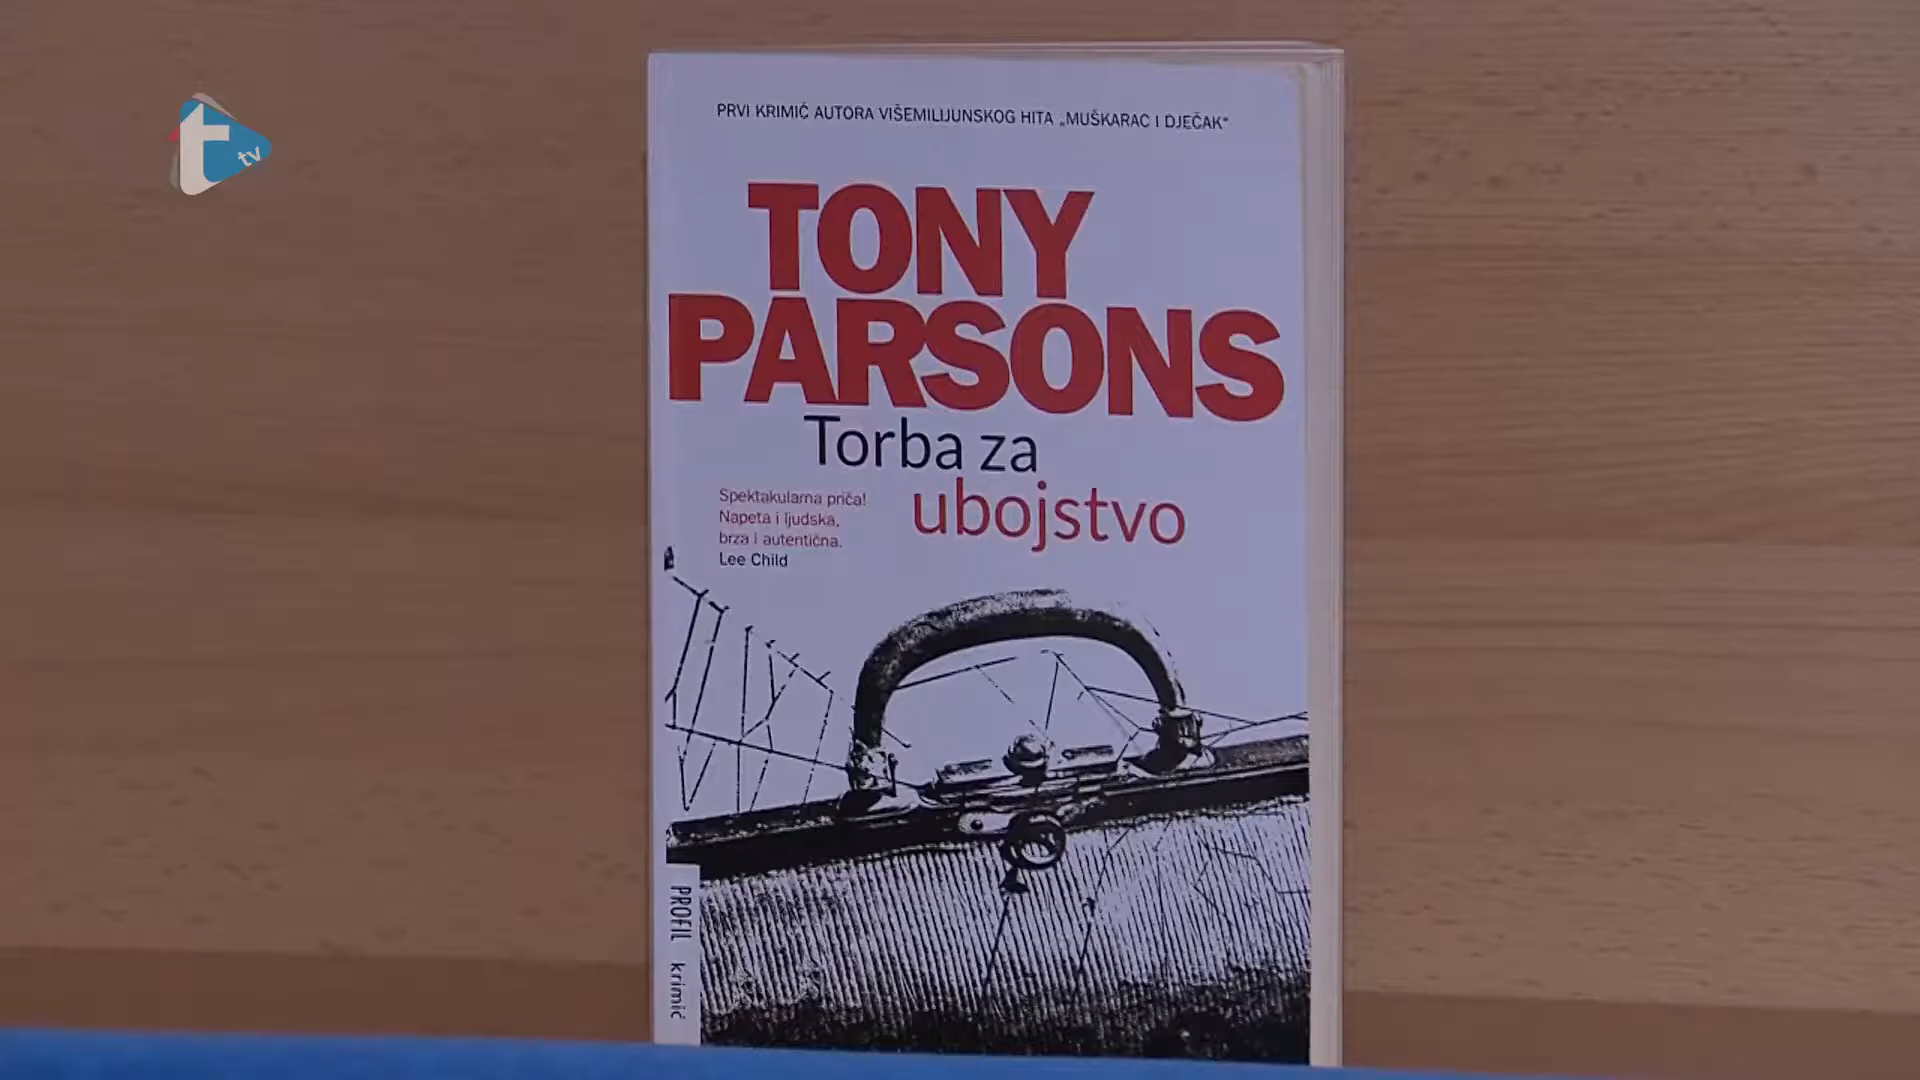 t tv
PRVI KRIMIĆ AUTORA VIŠEMILIJUNSKOG HITA „MUŠKARAC I DJEČAK“
TONY
PARSONS
Torba za
ubojstvo
Spektakularna priča!
Napeta i ljudska,
brza i autentična.
Lee Child
PROFIL krimić